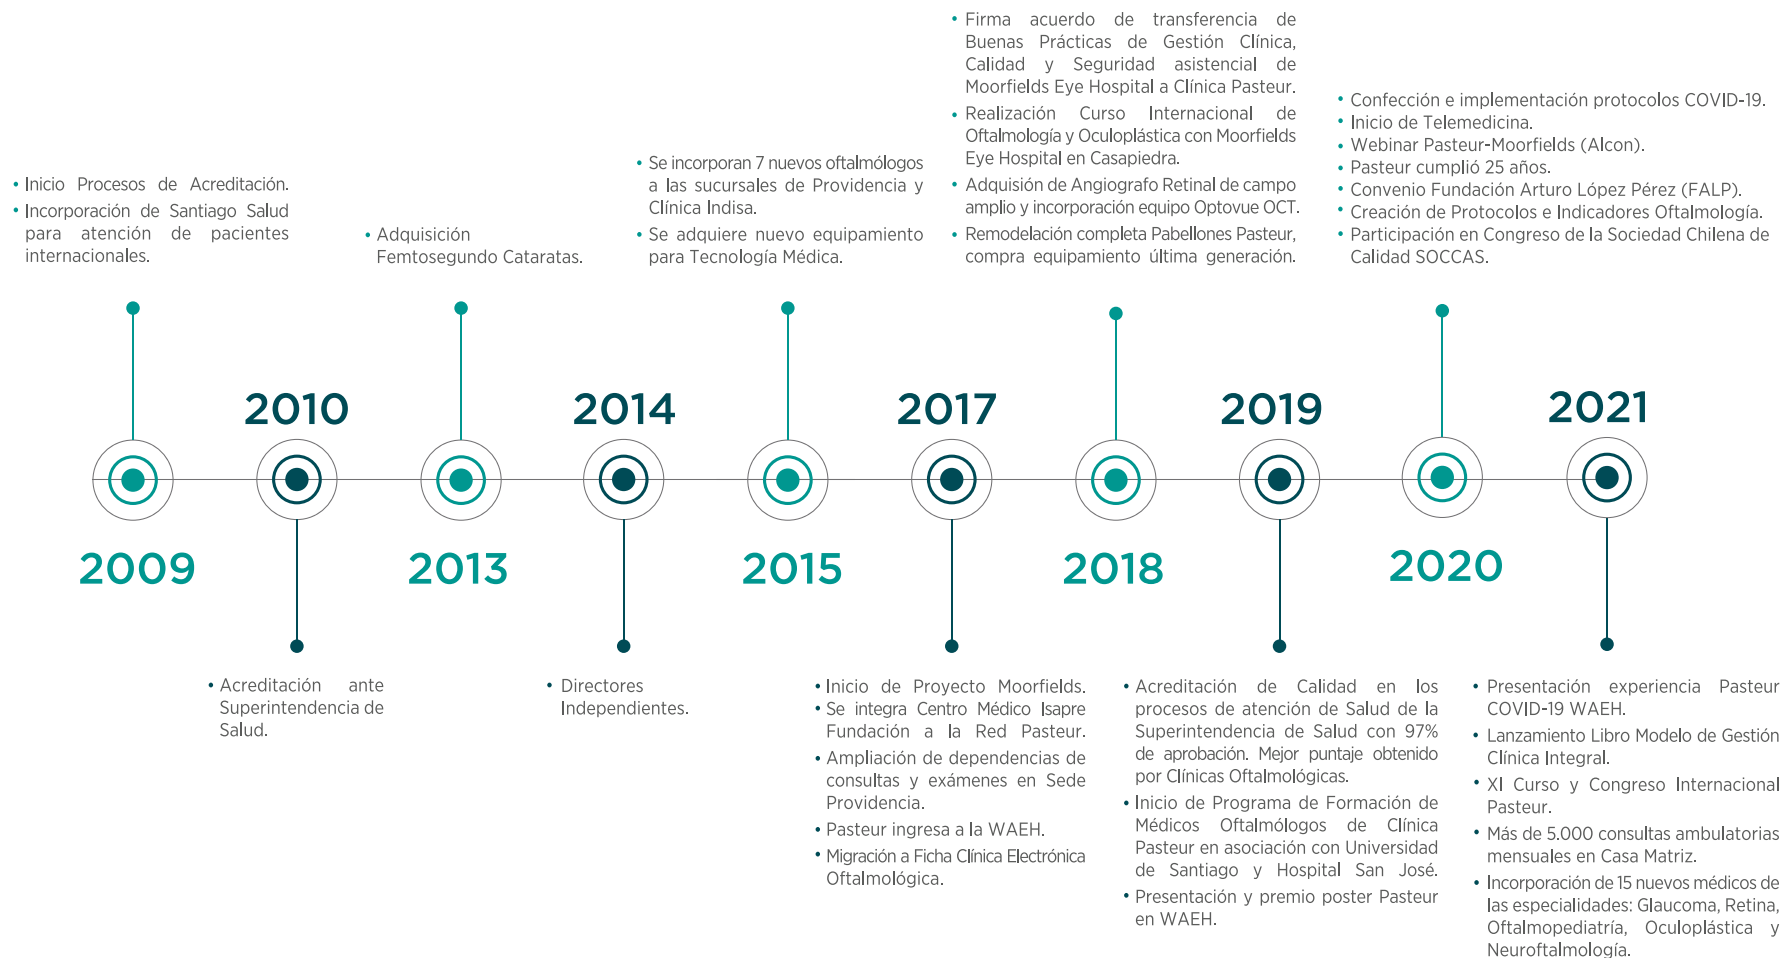 • Inicio Procesos de Acreditación.
• Incorporación de Santiago Salud
para atención de pacientes
internacionales.
2009
2010
• Acreditación ante
Superintendencia de
Salud.
• Adquisición
Femtosegundo Cataratas.
2013
2014
• Directores
Independientes.
• Se incorporan 7 nuevos oftalmólogos
a las sucursales de Providencia y
Clínica Indisa.
• Se adquiere nuevo equipamiento
para Tecnología Médica.
2015
2017
• Inicio de Proyecto Moorfields.
• Se integra Centro Médico Isapre
Fundación a la Red Pasteur.
• Ampliación de dependencias de
consultas y exámenes en Sede
Providencia.
• Pasteur ingresa a la WAEH.
• Migración a Ficha Clínica Electrónica
Oftalmológica.
• Firma acuerdo de transferencia de
Buenas Prácticas de Gestión Clínica,
Calidad y Seguridad asistencial de
Moorfields Eye Hospital a Clínica Pasteur.
• Realización Curso Internacional de
Oftalmología y Oculoplástica con Moorfields
Eye Hospital en Casapiedra.
• Adquisión de Angiografo Retinal de campo
amplio y incorporación equipo Optovue OCT.
• Remodelación completa Pabellones Pasteur,
compra equipamiento última generación.
2018
2019
• Acreditación de Calidad en los
procesos de atención de Salud de la
Superintendencia de Salud con 97%
de aprobación. Mejor puntaje obtenido
por Clínicas Oftalmológicas.
• Inicio de Programa de Formación de
Médicos Oftalmólogos de Clínica
Pasteur en asociación con Universidad
de Santiago y Hospital San José.
• Presentación y premio poster Pasteur
en WAEH.
• Confección e implementación protocolos COVID-19.
• Inicio de Telemedicina.
• Webinar Pasteur-Moorfields (Alcon).
• Pasteur cumplió 25 años.
• Convenio Fundación Arturo López Pérez (FALP).
• Creación de Protocolos e Indicadores Oftalmología.
• Participación en Congreso de la Sociedad Chilena de
Calidad SOCCAS.
2020
2021
• Presentación experiencia Pasteur
COVID-19 WAEH.
• Lanzamiento Libro Modelo de Gestión
Clínica Integral.
• XI Curso y Congreso Internacional
Pasteur.
• Más de 5.000 consultas ambulatorias
mensuales en Casa Matriz.
• Incorporación de 15 nuevos médicos de
las especialidades: Glaucoma, Retina,
Oftalmopediatría, Oculoplástica y
Neuroftalmología.